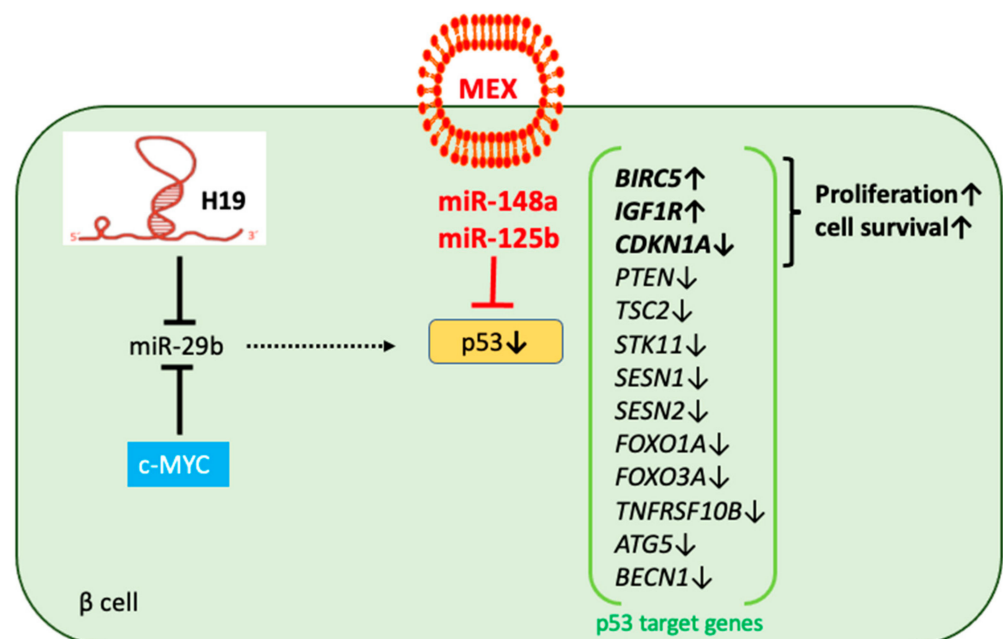 MEX
H19
5′
3′
miR-148a
miR-125b
miR-29b
p53↓
c-MYC
BIRC5↑
IGF1R↑
CDKN1A↓
PTEN↓
TSC2↓
STK11↓
SESN1↓
SESN2↓
FOXO1A↓
FOXO3A↓
TNFRSF10B↓
ATG5↓
BECN1↓
Proliferation↑
cell survival↑
β cell
p53 target genes